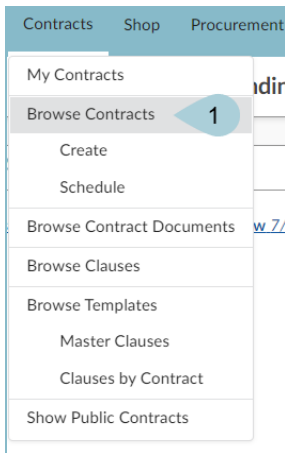 Contracts Shop Procurement
My Contracts
Browse Contracts 1
Create
Schedule
Browse Contract Documents
w 7/
Browse Clauses
Browse Templates
Master Clauses
Clauses by Contract
Show Public Contracts